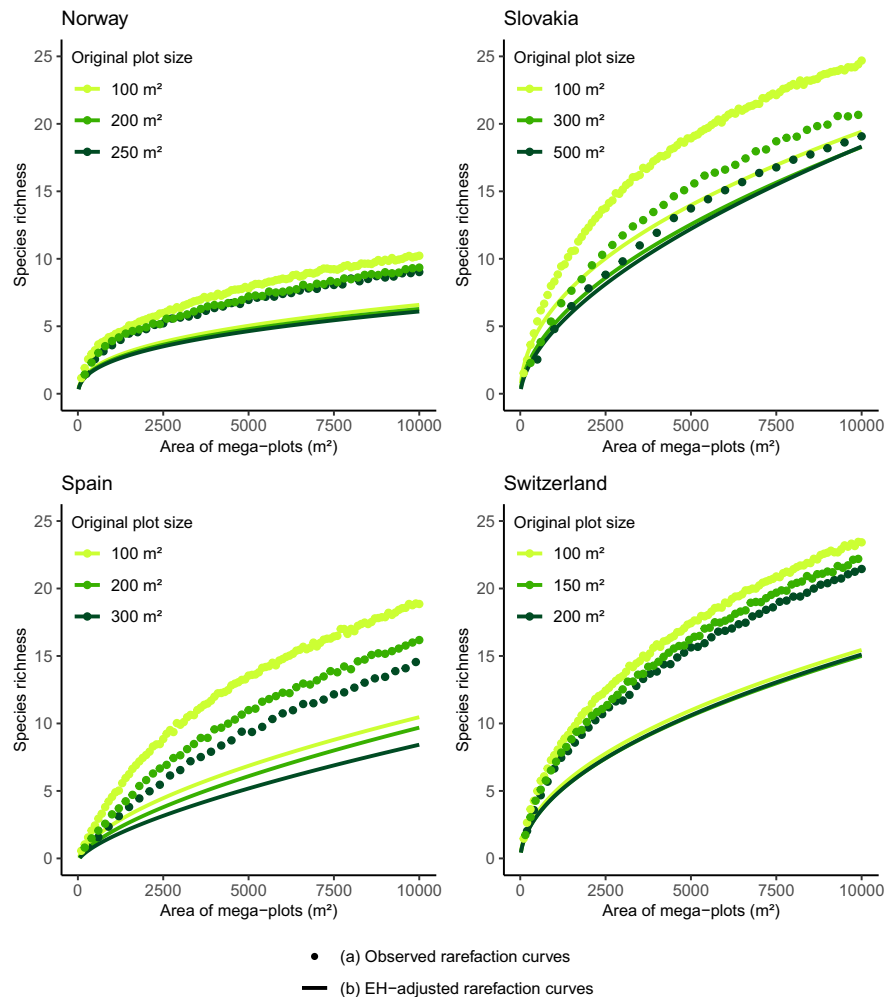 Norway
Original plot size
100 m²
200 m²
250 m²
25
20
15
10
5
0
Species richness
0 2500 5000 7500 10000
Area of mega−plots (m²)
Slovakia
Original plot size
100 m²
300 m²
500 m²
25
20
15
10
5
0
Species richness
0 2500 5000 7500 10000
Area of mega−plots (m²)
Spain
Original plot size
100 m²
200 m²
300 m²
25
20
15
10
5
0
Species richness
0 2500 5000 7500 10000
Area of mega−plots (m²)
Switzerland
Original plot size
100 m²
150 m²
200 m²
25
20
15
10
5
0
Species richness
0 2500 5000 7500 10000
Area of mega−plots (m²)
(a) Observed rarefaction curves
(b) EH−adjusted rarefaction curves